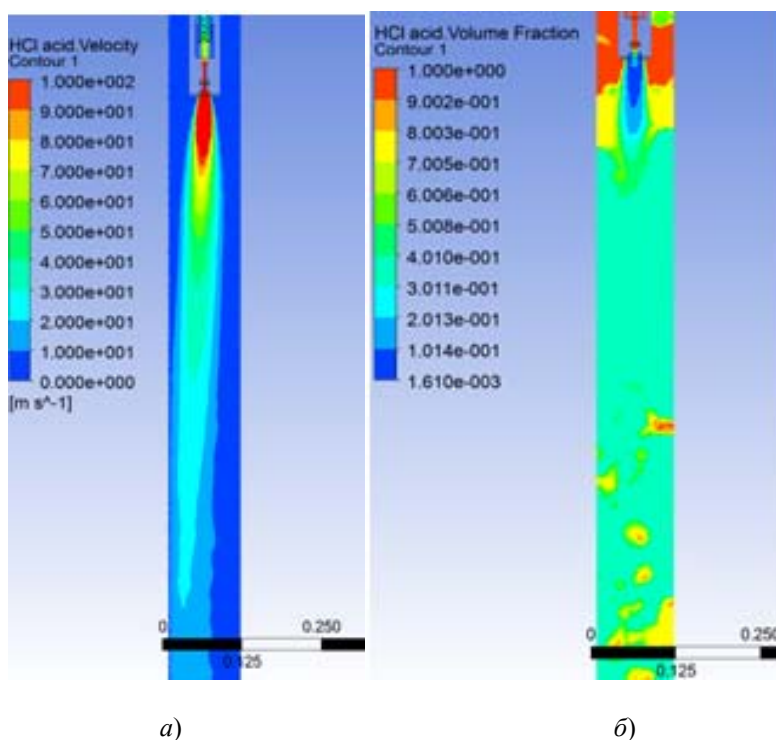 HCl acid.Velocity
Contour 1
1.000e+002
9.000e+001
8.000e+001
7.000e+001
6.000e+001
5.000e+001
4.000e+001
3.000e+001
2.000e+001
1.000e+001
0.000e+000
[m s^-1]
0
0.250
0.125
HCl acid.Volume Fraction
Contour 1
1.000e+000
9.002e-001
8.003e-001
7.005e-001
6.006e-001
5.008e-001
4.010e-001
3.011e-001
2.013e-001
1.014e-001
1.610e-003
0
0.250
0.125
а)
б)